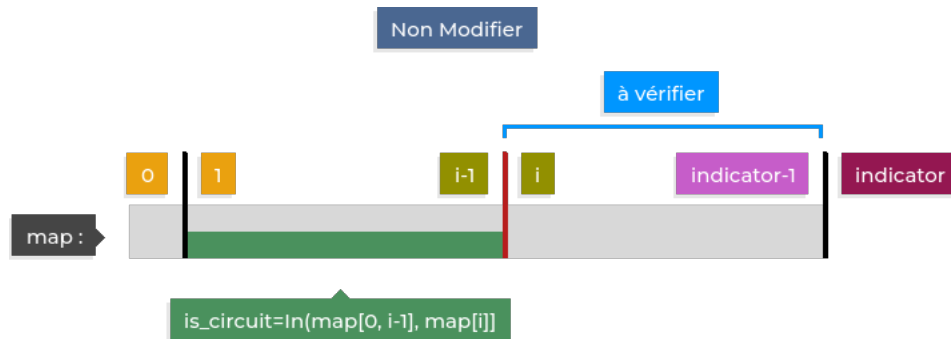 Non Modifier
à vérifier
0 1 i-1 i indicator-1 indicator
map :
is_circuit=In(map[0, i-1], map[i]]